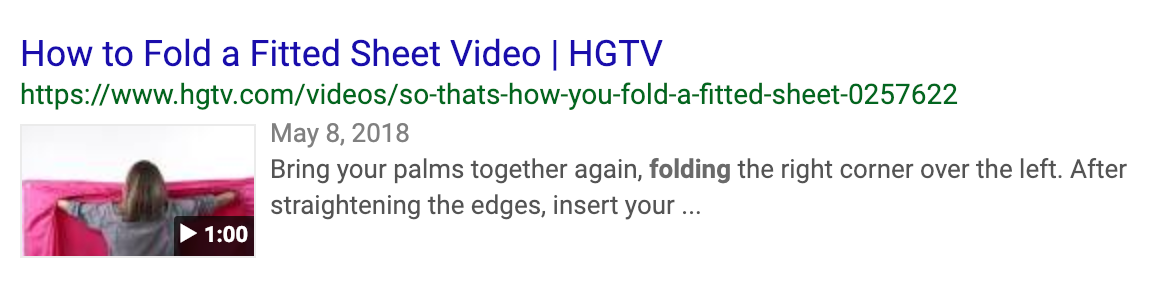 How to Fold a Fitted Sheet Video | HGTV
https://www.hgtv.com/videos/so-thats-how-you-fold-a-fitted-sheet-0257622
May 8, 2018
Bring your palms together again, folding the right corner over the left. After
straightening the edges, insert your ...
1:00